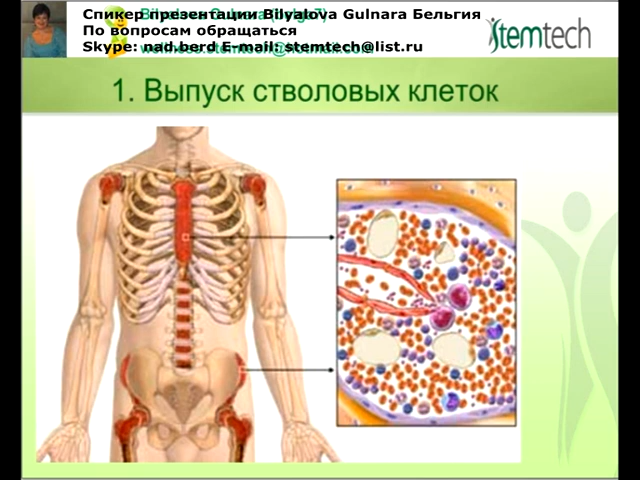 Спикер презентации Bilyalova Gulnara Бельгия
По вопросам обращаться
Skype: nad.berd E-mail: stemtech@list.ru
stemtech
1. Выпуск стволовых клеток